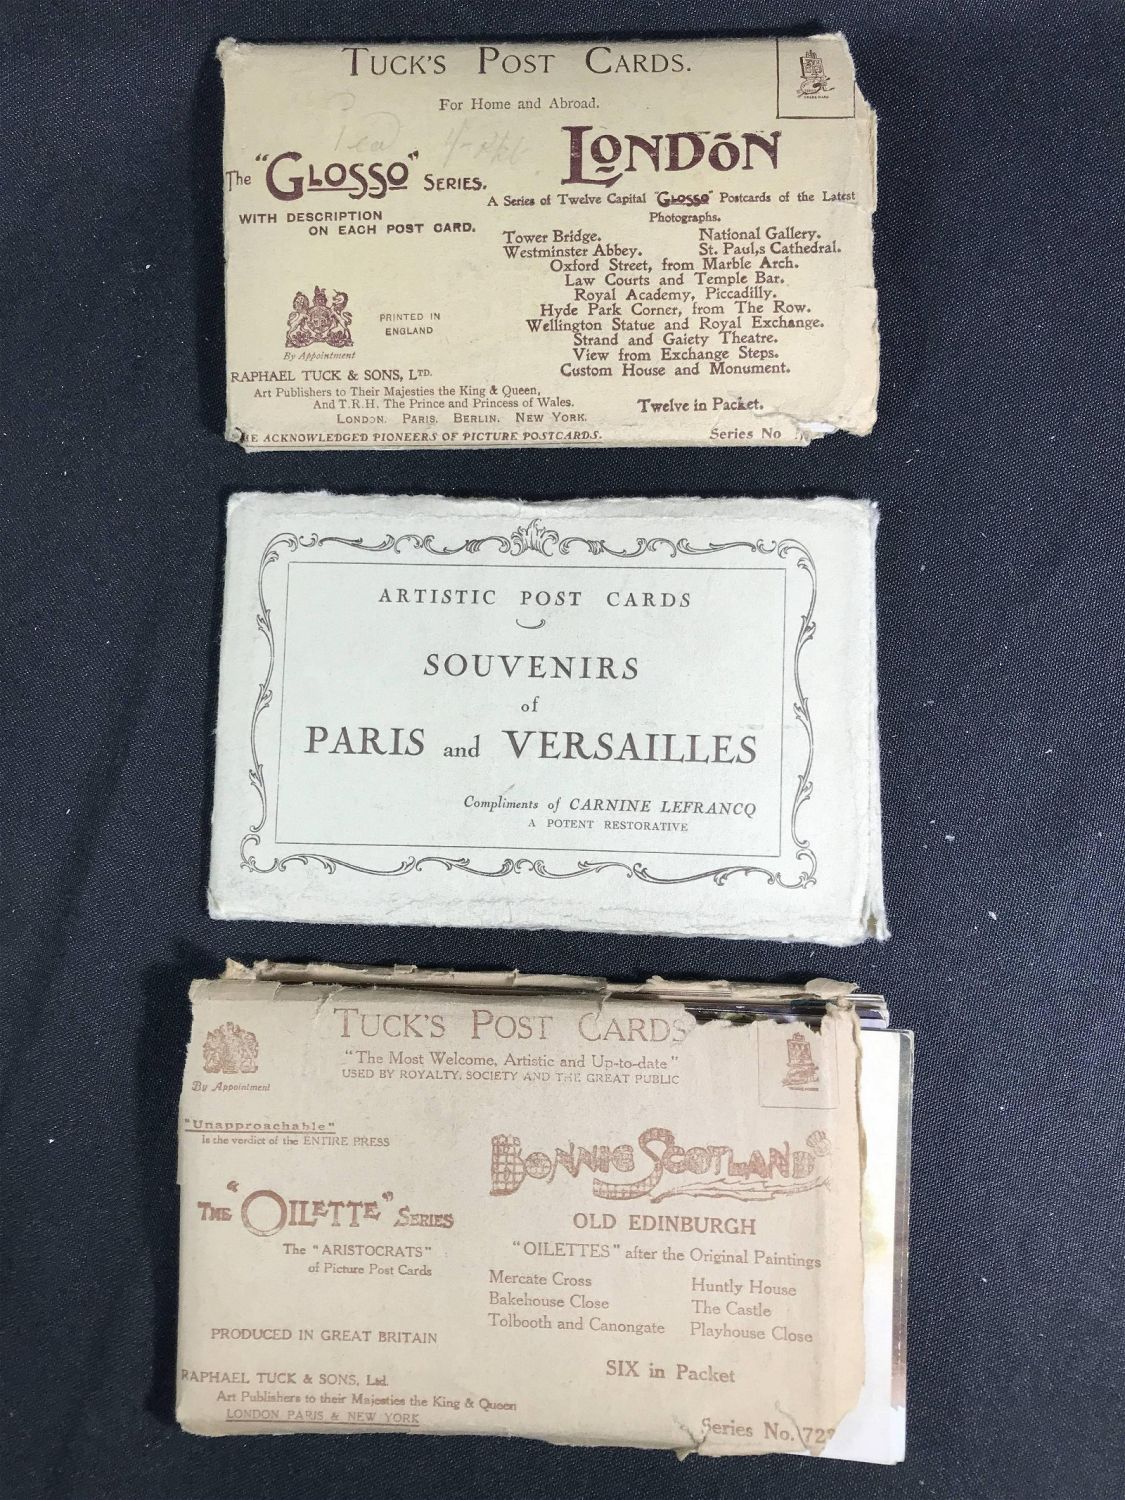 TUCK'S POST CARDS.
For Home and Abroad.
The "GLOSSO" SERIES.
WITH DESCRIPTION
ON EACH POST CARD.
PRINTED IN
ENGLAND
By Appointment
RAPHAEL TUCK & SONS, LTD.
Art Publishers to Their Majesties the King & Queen,
And T.R.H. The Prince and Princess of Wales.
LONDON. PARIS. BERLIN. NEW YORK.
ACKNOWLEDGED PIONEERS OF PICTURE POSTCARDS.
LONDON
A Series of Twelve Capital "GLOSSO" Postcards of the Latest
Photographs.
Tower Bridge. National Gallery.
Westminster Abbey. St. Paul,s Cathedral.
Oxford Street, from Marble Arch.
Law Courts and Temple Bar.
Royal Academy, Piccadilly.
Hyde Park Corner, from The Row.
Wellington Statue and Royal Exchange.
Strand and Gaiety Theatre.
View from Exchange Steps.
Custom House and Monument.
Twelve in Packet.
Series No
ARTISTIC POST CARDS
SOUVENIRS
of
PARIS and VERSAILLES
Compliments of CARNINE LEFRANCQ
A POTENT RESTORATIVE
TUCK'S POST CARDS
"The Most Welcome, Artistic and Up-to-date"
USED BY ROYALTY, SOCIETY AND THE GREAT PUBLIC
By Appointment
"Unapproachable"
is the verdict of the ENTIRE PRESS
THE "OILETTE" SERIES
The "ARISTOCRATS"
of Picture Post Cards
PRODUCED IN GREAT BRITAIN
RAPHAEL TUCK & SONS, Ltd.
Art Publishers to their Majesties the King & Queen
LONDON PARIS & NEW YORK
BONNIE SCOTLAND
OLD EDINBURGH
"OILETTES" after the Original Paintings
Mercate Cross Huntly House
Bakehouse Close The Castle
Tolbooth and Canongate Playhouse Close
SIX in Packet
Series No.